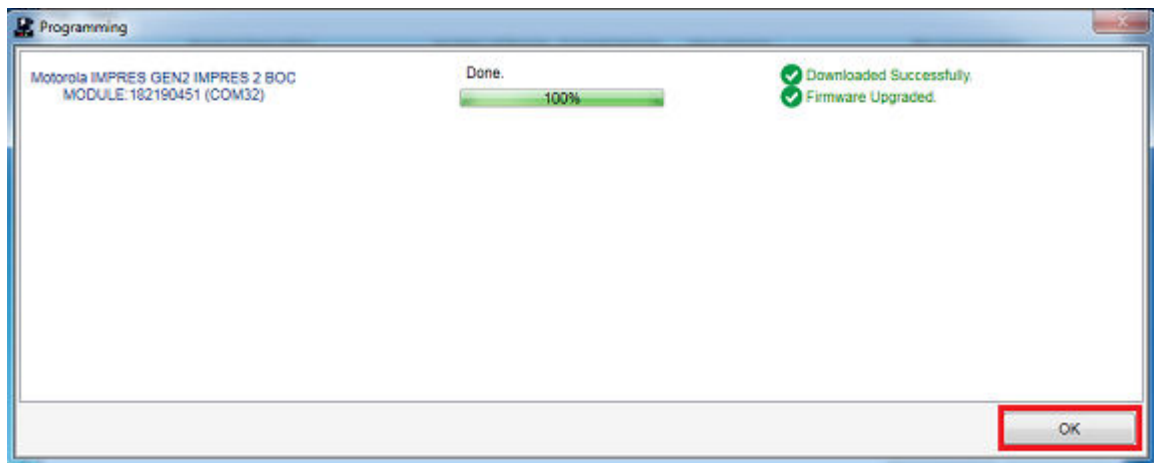 Programming
Motorola IMPRES GEN2 IMPRES 2 BOC
MODULE:182190451 (COM32)
Done.
100%
Downloaded Successfully.
Firmware Upgraded.
OK